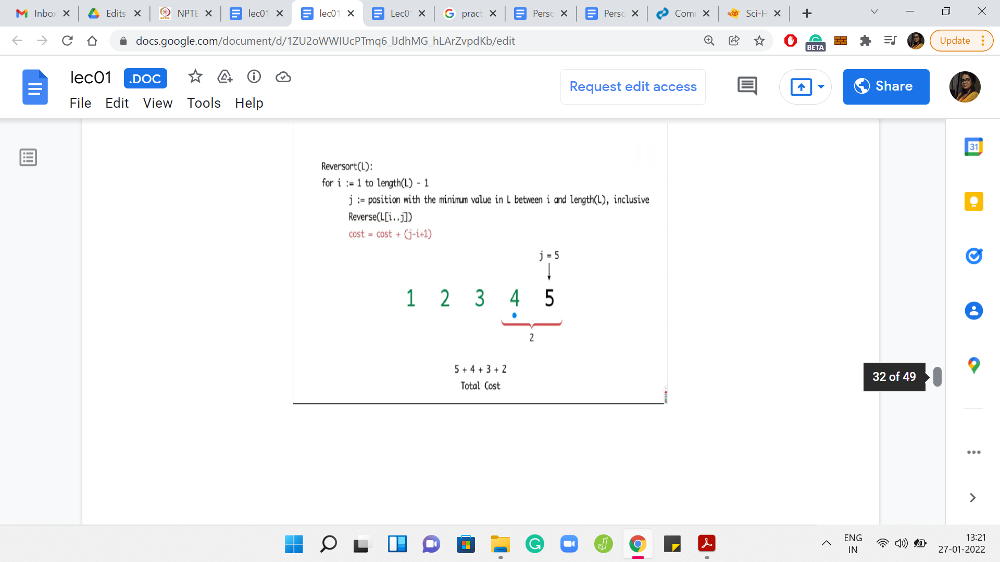 Inbox
Edits
NPTE
lec01
lec01
Lec01
pract
Perso
Perso
Com
Sci-H
docs.google.com/document/d/1ZU2oWWIUcPTmq6_lJdhMG_hLArZvpdKb/edit
BETA
Update
lec01 .DOC
File Edit View Tools Help
Request edit access
Share
31
Reversort(L):
for i := 1 to length(L) - 1
j := position with the minimum value in L between i and length(L), inclusive
Reverse(L[i..j])
cost = cost + (j-i+1)
j = 5
1 2 3 4 5
2
5 + 4 + 3 + 2
Total Cost
32 of 49
ENG
IN
13:21
27-01-2022